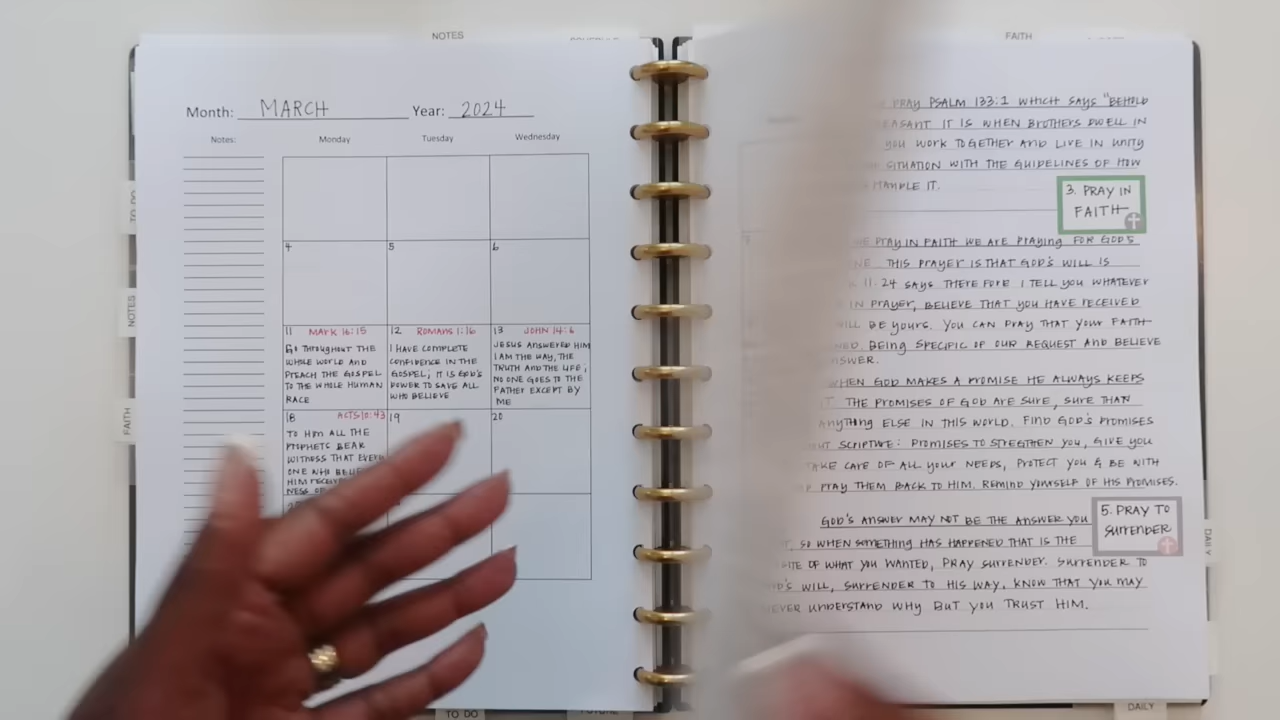 NOTES
FAITH
Month: MARCH Year: 2024
Notes: Monday Tuesday Wednesday
4 5 6
11 MARK 16:15
GO THROUGHOUT THE
WHOLE WORLD AND
PREACH THE GOSPEL
TO THE WHOLE HUMAN
RACE
12 ROMANS 1:16
I HAVE COMPLETE
CONFIDENCE IN THE
GOSPEL; IT IS GOD'S
POWER TO SAVE ALL
WHO BELIEVE
13 JOHN 14:6
JESUS ANSWERED HIM
I AM THE WAY, THE
TRUTH AND THE LIFE;
NO ONE GOES TO THE
FATHER EXCEPT BY
ME
18 ACTS 10:43
TO HIM ALL THE
PROPHETS BEAR
WITNESS THAT EVERY
ONE WHO
HIM
NESS OF
19
20
PRAY PSALM 133:1 WHICH SAYS "BEHOLD
IT IS WHEN BROTHERS DWELL IN
YOU WORK TOGETHER AND LIVE IN UNITY
SITUATION WITH THE GUIDELINES OF HOW
HANDLE IT.
3. PRAY IN
FAITH
PRAY IN FAITH WE ARE PRAYING FOR GOD'S
THIS PRAYER IS THAT GOD'S WILL IS
11:24 SAYS THERE FORE I TELL YOU WHATEVER
IN PRAYER, BELIEVE THAT YOU HAVE RECEIVED
WILL BE YOURS. YOU CAN PRAY THAT YOUR FAITH
BEING SPECIFIC OF OUR REQUEST AND BELIEVE
WHEN GOD MAKES A PROMISE HE ALWAYS KEEPS
IT THE PROMISES OF GOD ARE SURE, SURE THAN
ANYTHING ELSE IN THIS WORLD. FIND GOD'S PROMISES
SCRIPTURE: PROMISES TO STREGTHEN YOU, GIVE YOU
TAKE CARE OF ALL YOUR NEEDS, PROTECT YOU & BE WITH
PRAY THEM BACK TO HIM. REMIND YOURSELF OF HIS PROMISES.
5. PRAY TO
SURRENDER
GOD'S ANSWER MAY NOT BE THE ANSWER YOU
SO WHEN SOMETHING HAS HAPPENED THAT IS THE
OF WHAT YOU WANTED, PRAY SURRENDER. SURRENDER TO
WILL, SURRENDER TO HIS WAY. KNOW THAT YOU MAY
UNDERSTAND WHY BUT YOU TRUST HIM.
TO DO
NOTES
FAITH
DAILY
TO DO
FUTURE
DAILY